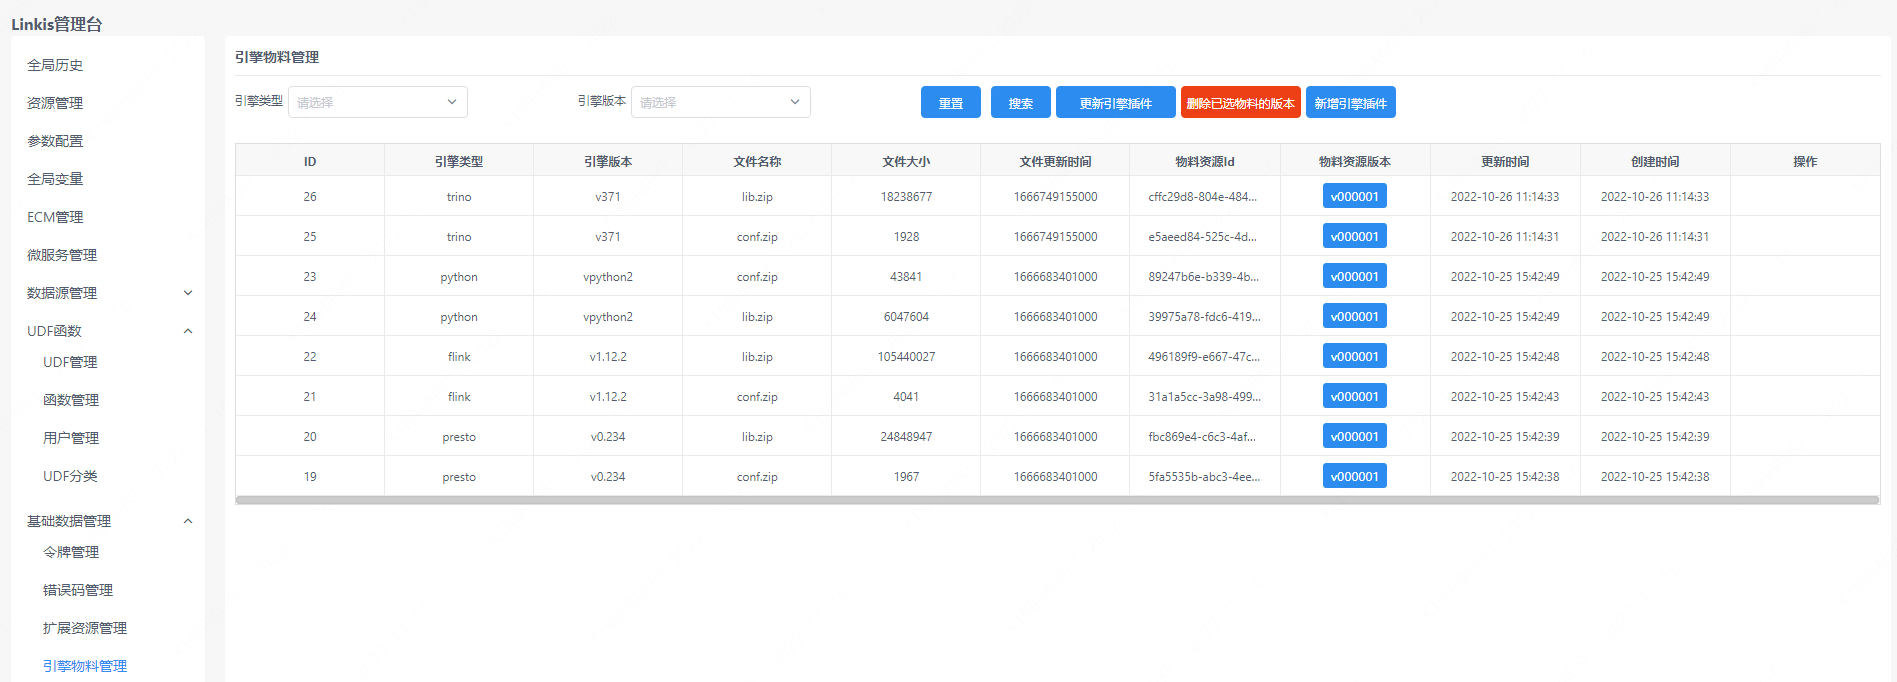 Linkis管理台
全局历史
资源管理
参数配置
全局变量
ECM管理
微服务管理
数据源管理
UDF函数
UDF管理
函数管理
用户管理
UDF分类
基础数据管理
令牌管理
错误码管理
扩展资源管理
引擎物料管理
引擎物料管理
引擎类型 请选择 引擎版本 请选择 重置 搜索 更新引擎插件 删除已选物料的版本 新增引擎插件
ID 引擎类型 引擎版本 文件名称 文件大小 文件更新时间 物料资源Id 物料资源版本 更新时间 创建时间 操作
26 trino v371 lib.zip 18238677 1666749155000 cffc29d8-804e-484... v000001 2022-10-26 11:14:33 2022-10-26 11:14:33
25 trino v371 conf.zip 1928 1666749155000 e5aeed84-525c-4d... v000001 2022-10-26 11:14:31 2022-10-26 11:14:31
23 python vpython2 conf.zip 43841 1666683401000 89247b6e-b339-4b... v000001 2022-10-25 15:42:49 2022-10-25 15:42:49
24 python vpython2 lib.zip 6047604 1666683401000 39975a78-fdc6-419... v000001 2022-10-25 15:42:49 2022-10-25 15:42:49
22 flink v1.12.2 lib.zip 105440027 1666683401000 496189f9-e667-47c... v000001 2022-10-25 15:42:48 2022-10-25 15:42:48
21 flink v1.12.2 conf.zip 4041 1666683401000 31a1a5cc-3a98-499... v000001 2022-10-25 15:42:43 2022-10-25 15:42:43
20 presto v0.234 lib.zip 24848947 1666683401000 fbc869e4-c6c3-4af... v000001 2022-10-25 15:42:39 2022-10-25 15:42:39
19 presto v0.234 conf.zip 1967 1666683401000 5fa5535b-abc3-4ee... v000001 2022-10-25 15:42:38 2022-10-25 15:42:38